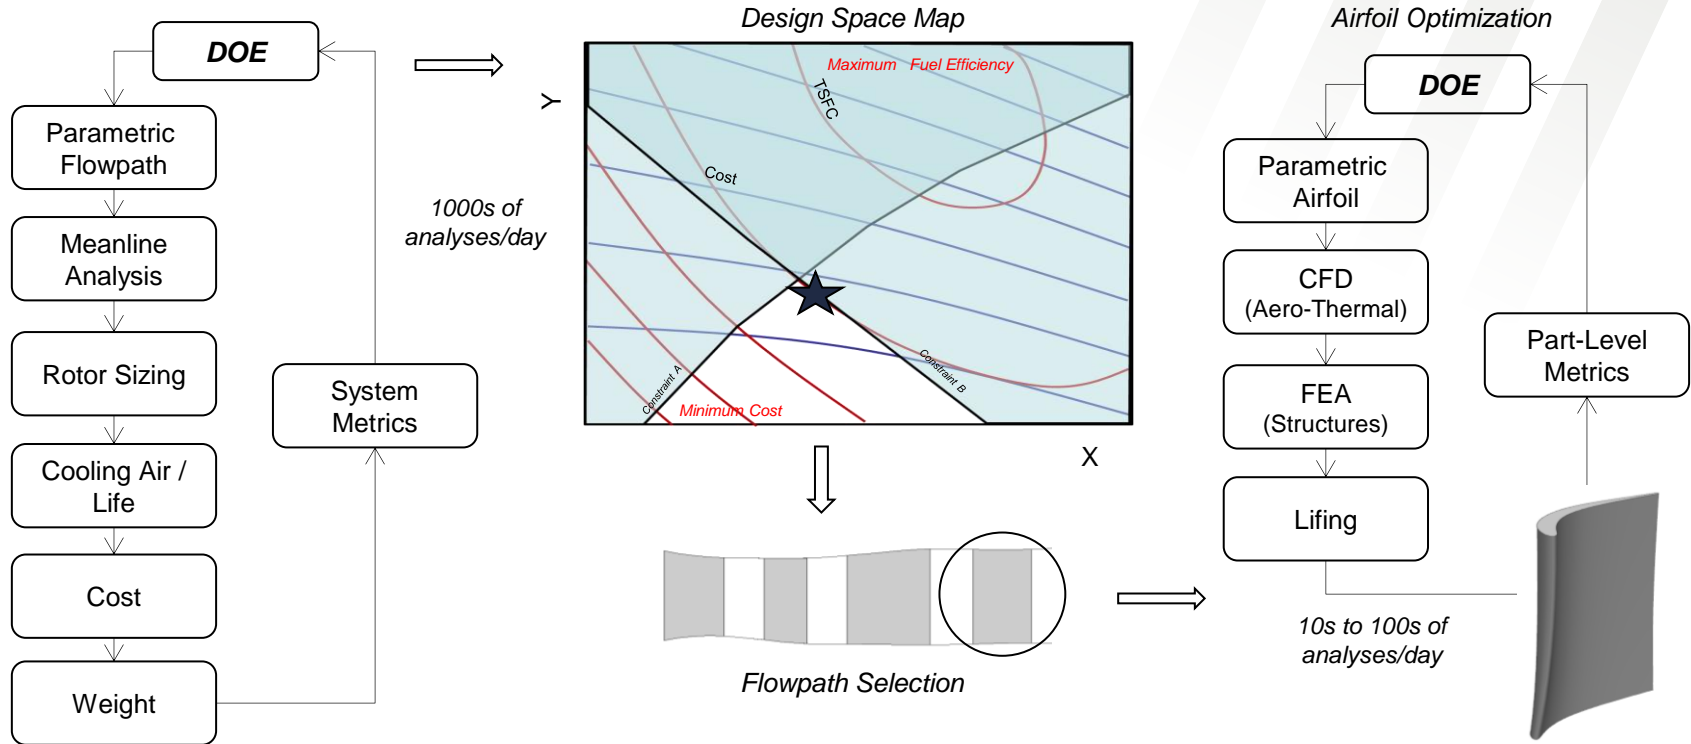 DOE
Parametric
Flowpath
Meanline
Analysis
Rotor Sizing
Cooling Air /
Life
Cost
Weight
System
Metrics
1000s of
analyses/day
Design Space Map
Y
Maximum Fuel Efficiency
TSFC
Cost
Constraint A
Constraint B
Minimum Cost
X
Flowpath Selection
Airfoil Optimization
DOE
Parametric
Airfoil
CFD
(Aero-Thermal)
FEA
(Structures)
Lifing
Part-Level
Metrics
10s to 100s of
analyses/day